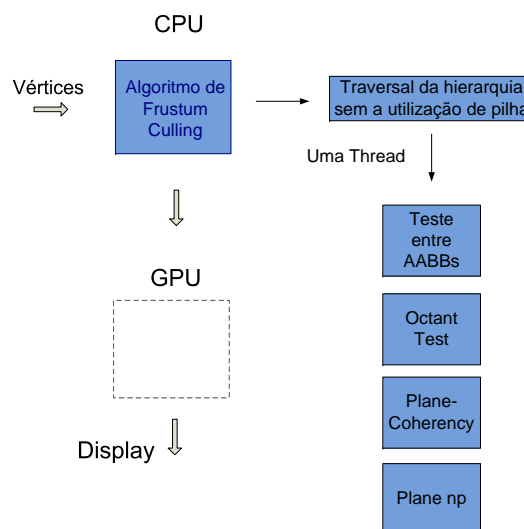 CPU
Vértices
Algoritmo de
Frustum
Culling
Traversal da hierarquia
sem a utilização de pilha
Uma Thread
Teste
entre
AABBs
GPU
Octant
Test
Plane-
Coherency
Display
Plane np